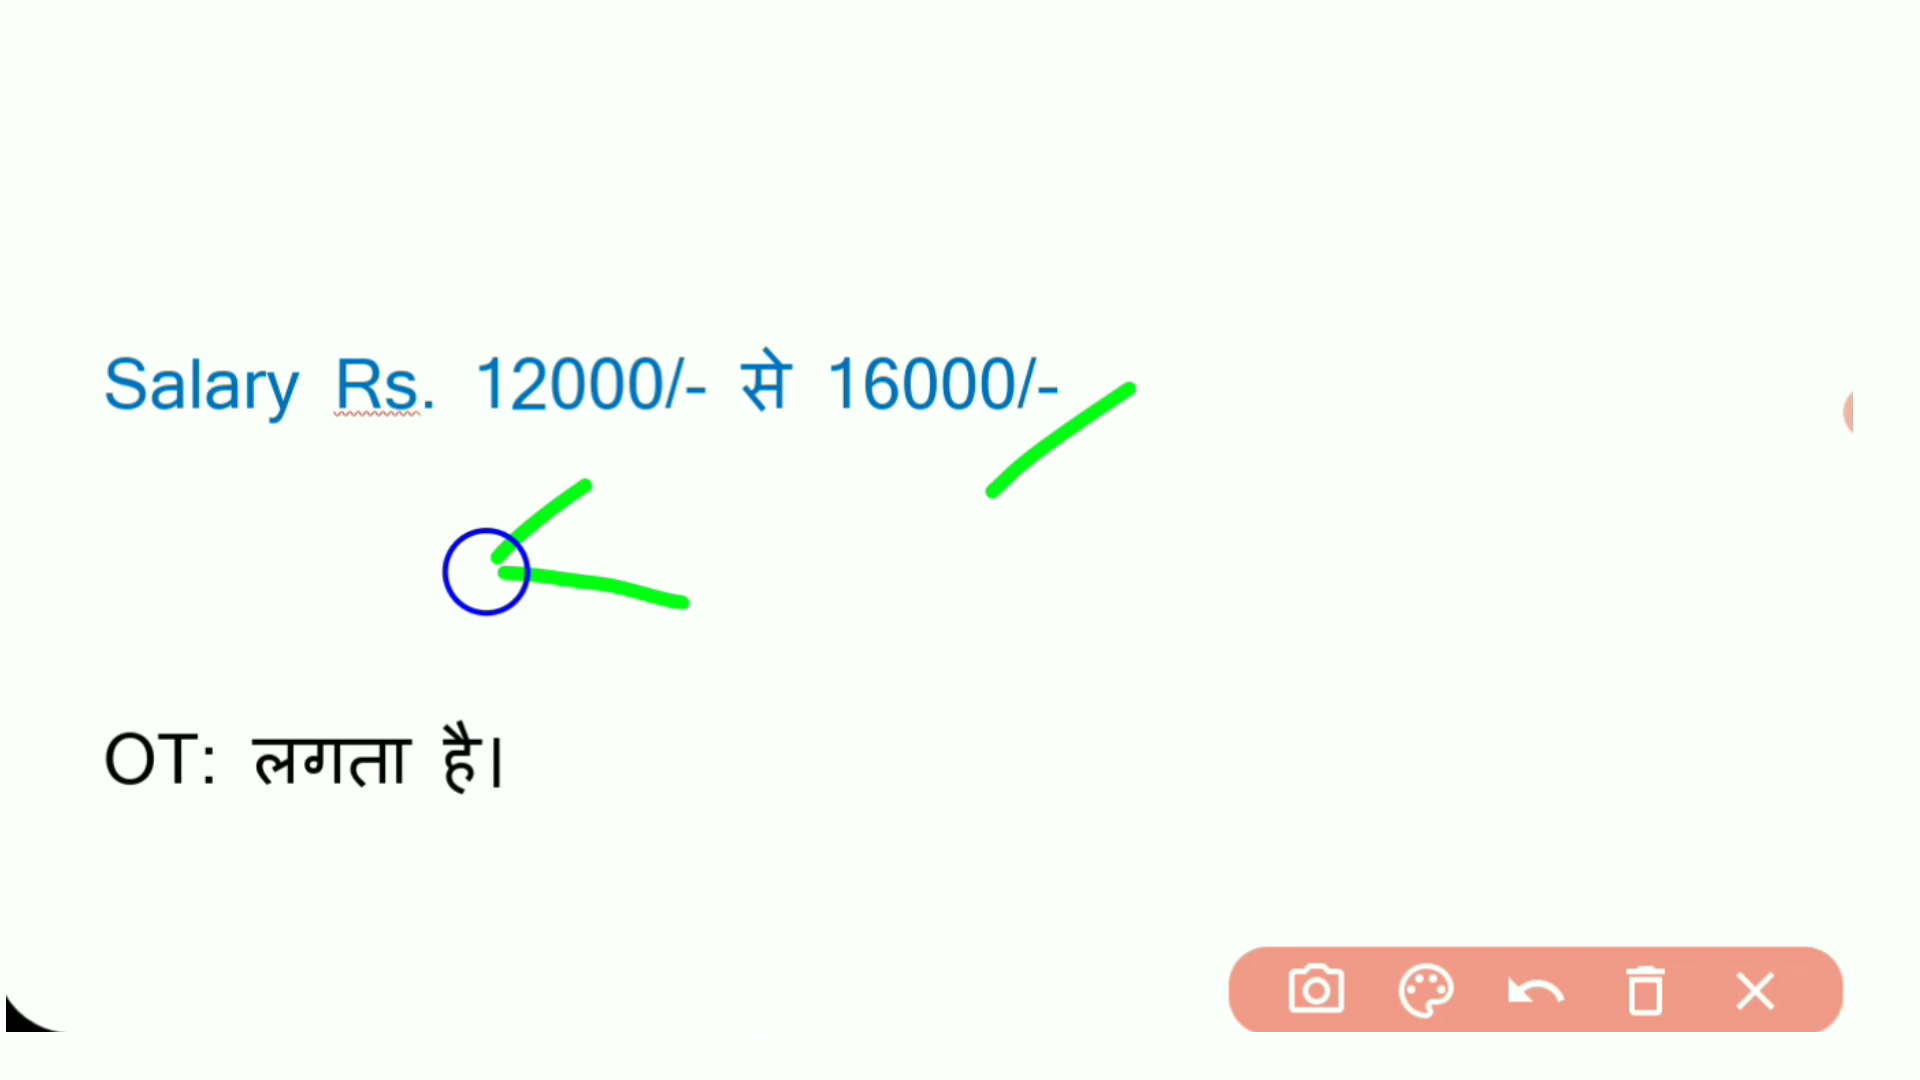 Salary Rs. 12000/- से 16000/-
OT: लगता है।